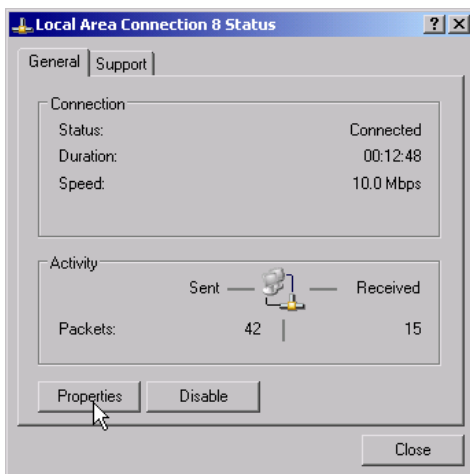 Local Area Connection 8 Status
General Support
Connection
Status: Connected
Duration: 00:12:48
Speed: 10.0 Mbps
Activity
Sent Received
Packets: 42 15
Properties Disable
Close